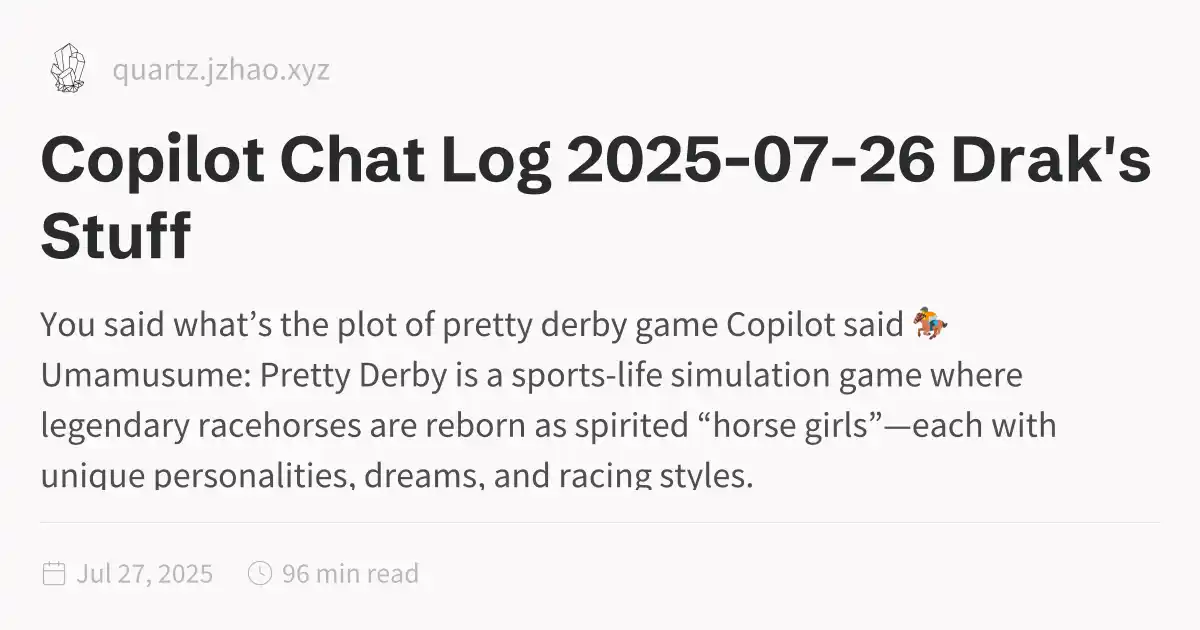 quartz.jzhao.xyz
Copilot Chat Log 2025-07-26 Drak's
Stuff
You said what’s the plot of pretty derby game Copilot said 🏇
Umamusume: Pretty Derby is a sports-life simulation game where
legendary racehorses are reborn as spirited “horse girls”—each with
unique personalities, dreams, and racing styles.
Jul 27, 2025 96 min read